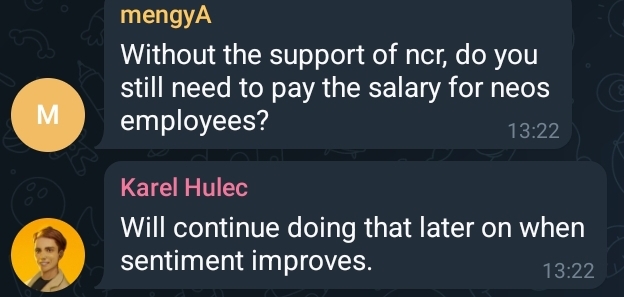 mengyA
Without the support of ncr, do you
still need to pay the salary for neos
employees?
13:22
M
Karel Hulec
Will continue doing that later on when
sentiment improves.
13:22